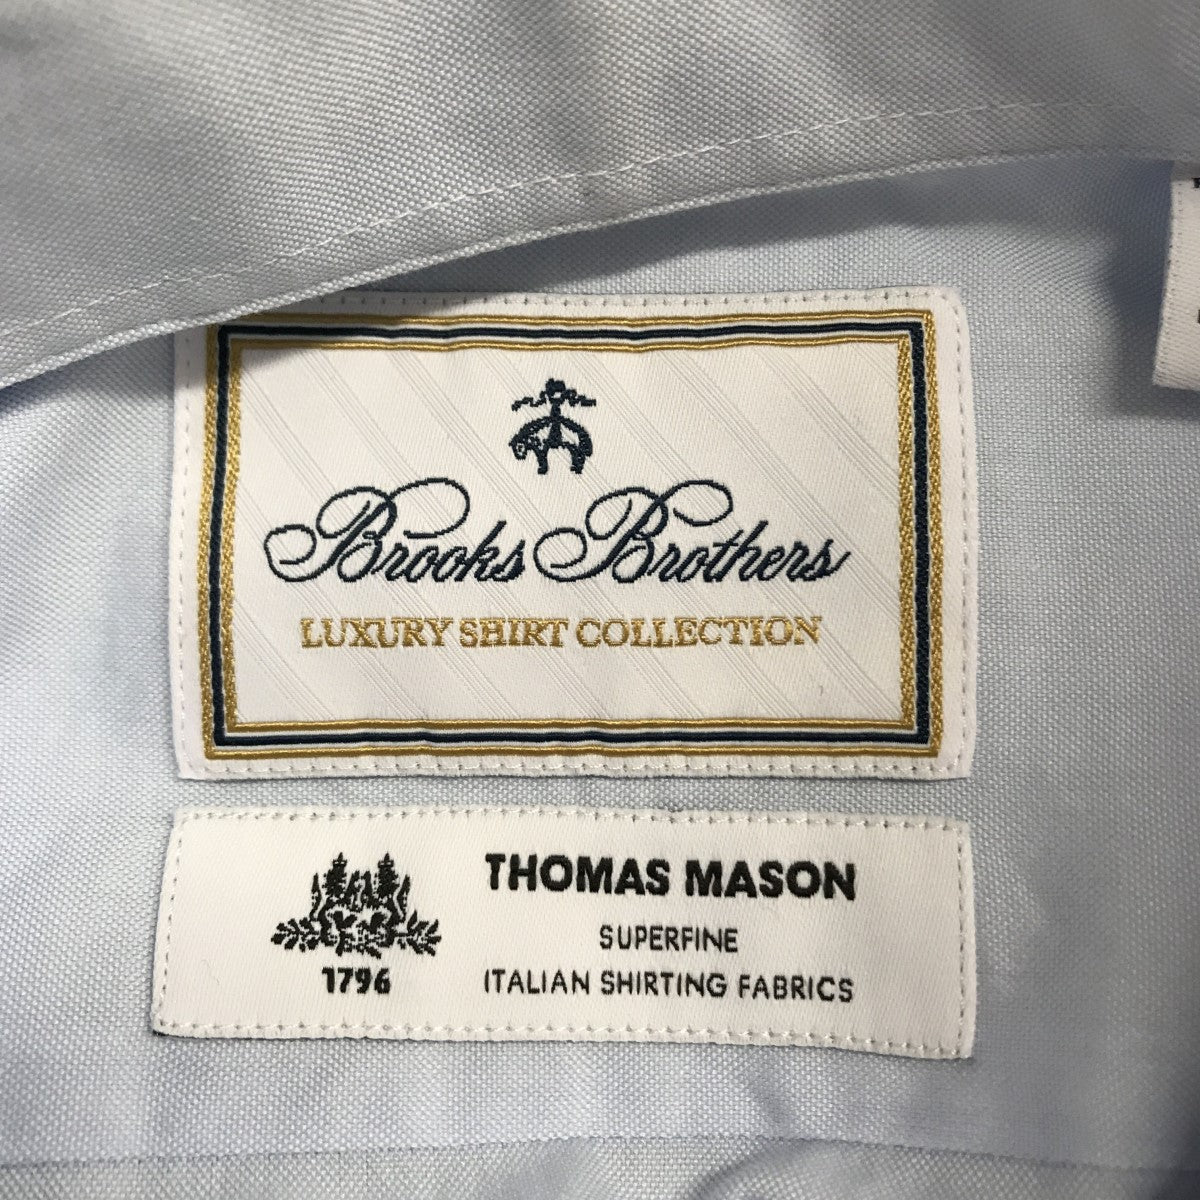 Brooks Brothers
LUXURY SHIRT COLLECTION
THOMAS MASON
SUPERFINE
1796
ITALIAN SHIRTING FABRICS